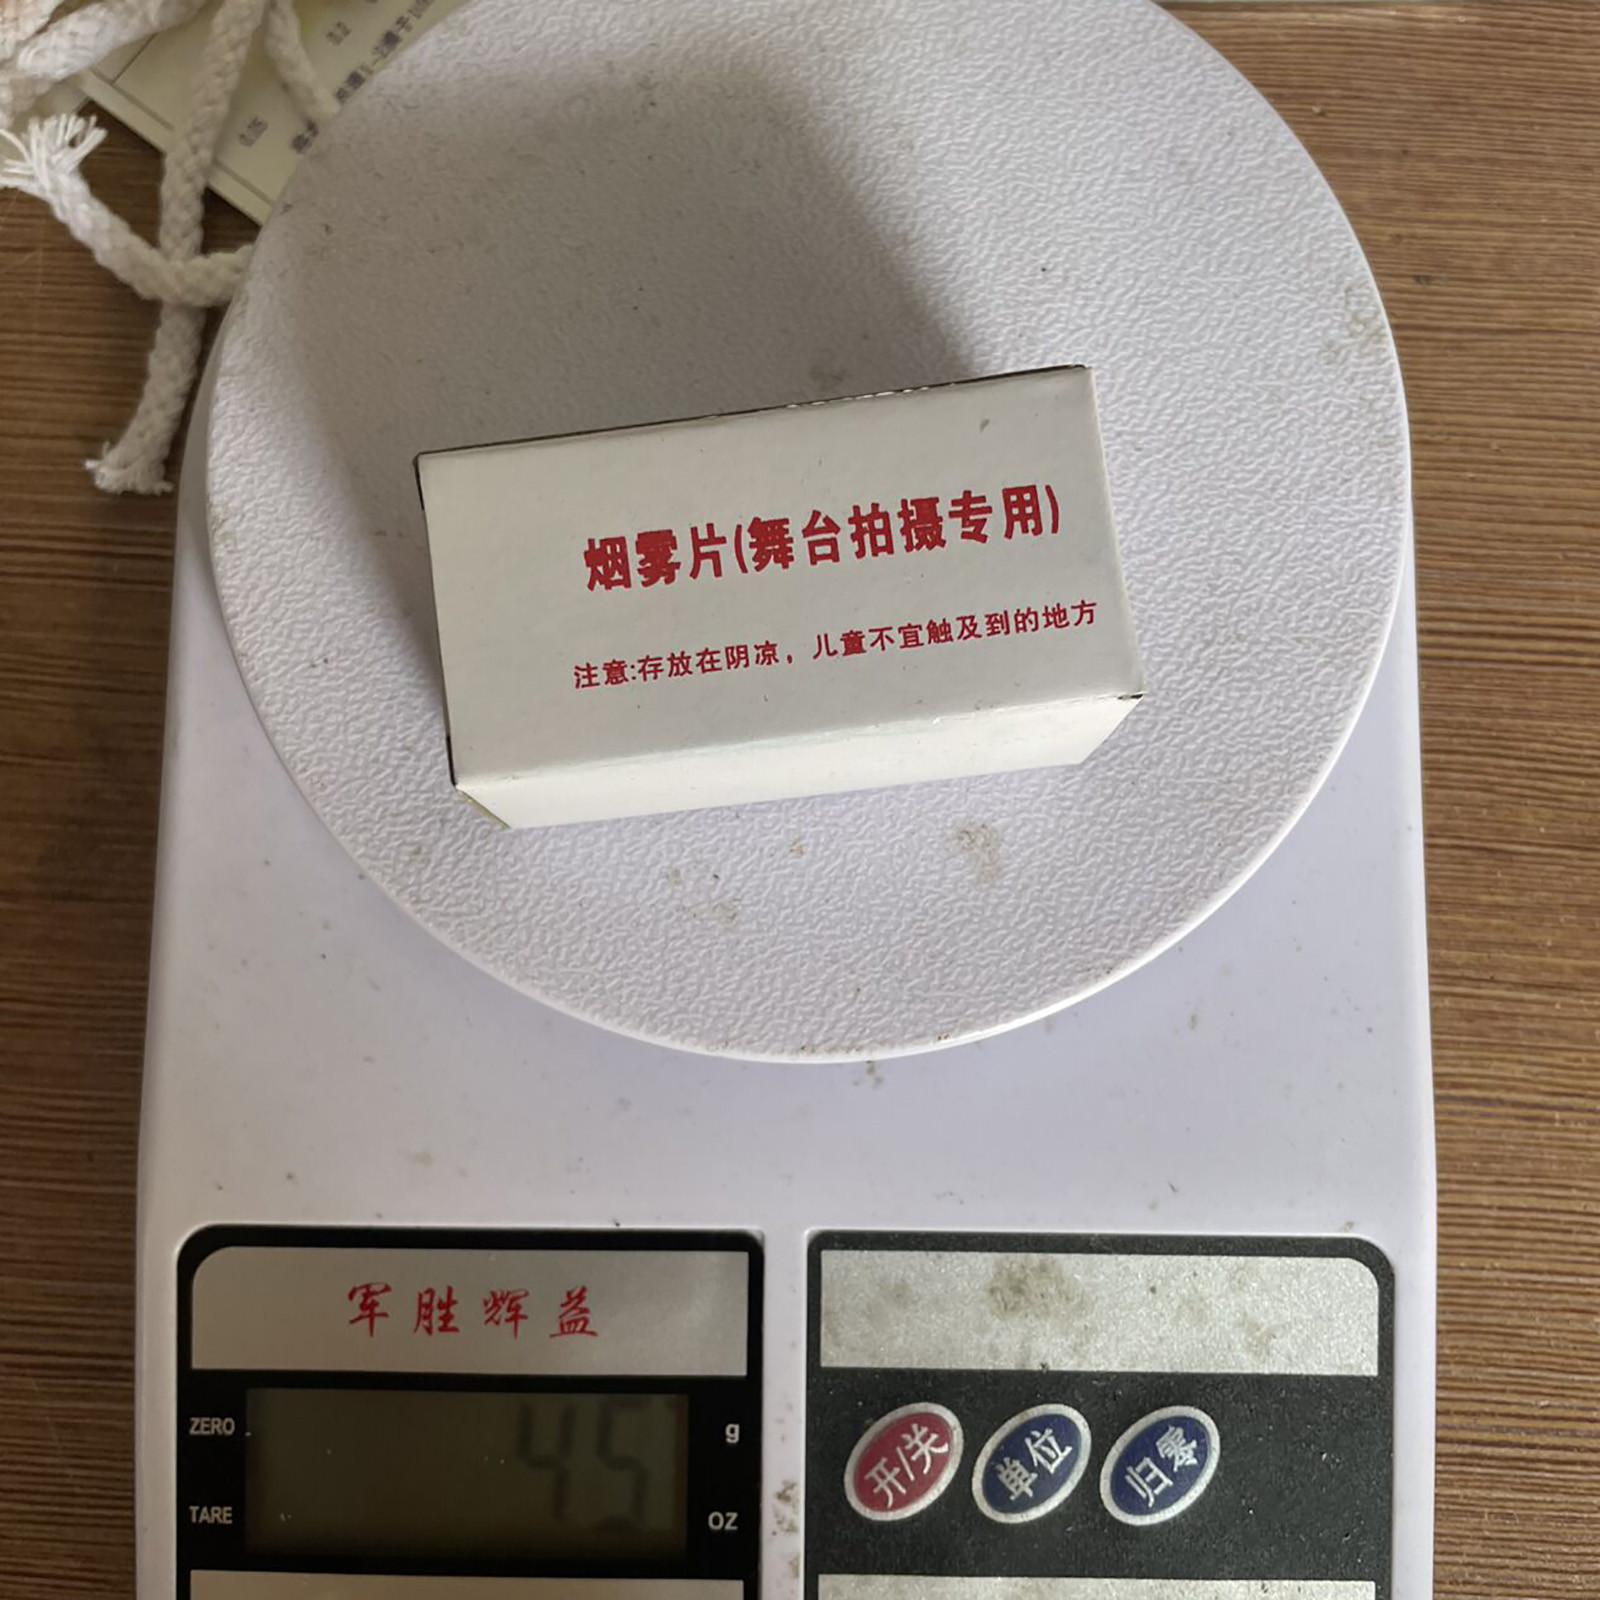 烟雾片(舞台拍摄专用)
注意:存放在阴凉，儿童不宜触及到的地方
军胜辉益
ZERO
45
g
TARE
OZ
开/关
单位
归零